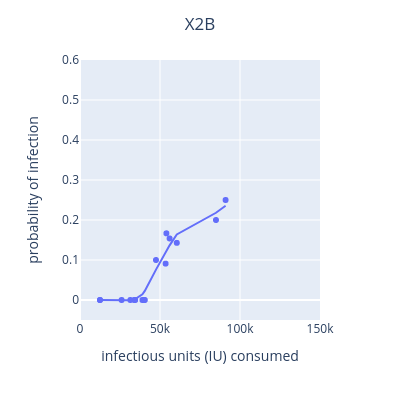 X2B
probability of infection
0.6
0.5
0.4
0.3
0.2
0.1
0
0 50k 100k 150k
infectious units (IU) consumed